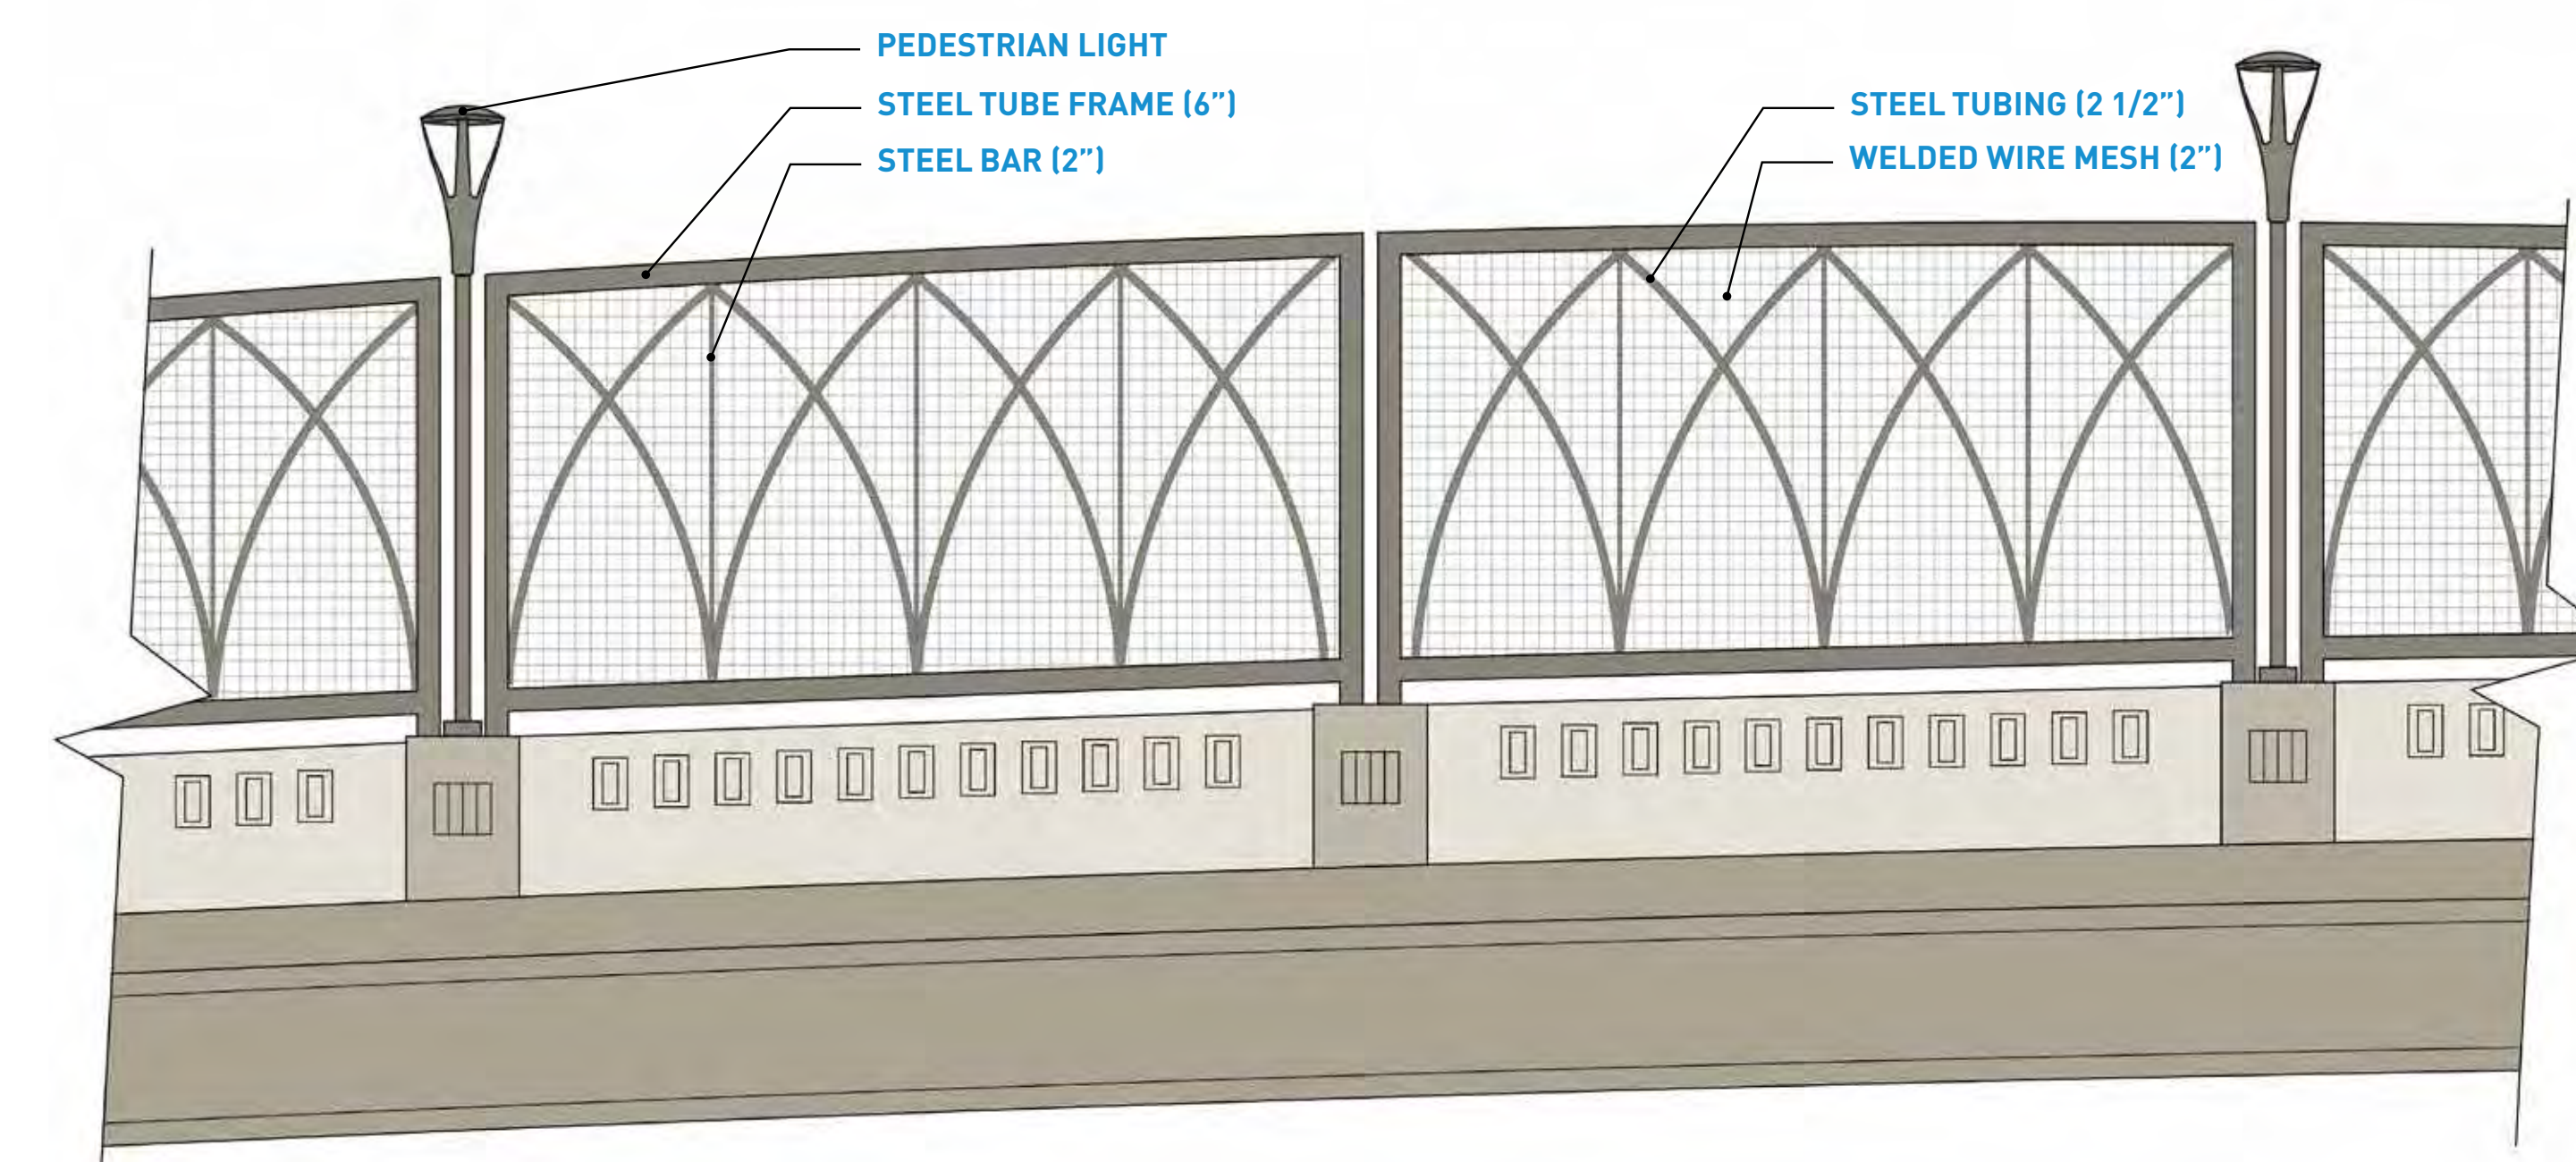 PEDESTRIAN LIGHT
STEEL TUBE FRAME (6”)
STEEL BAR (2”)
STEEL TUBING (2 1/2”)
WELDED WIRE MESH (2”)